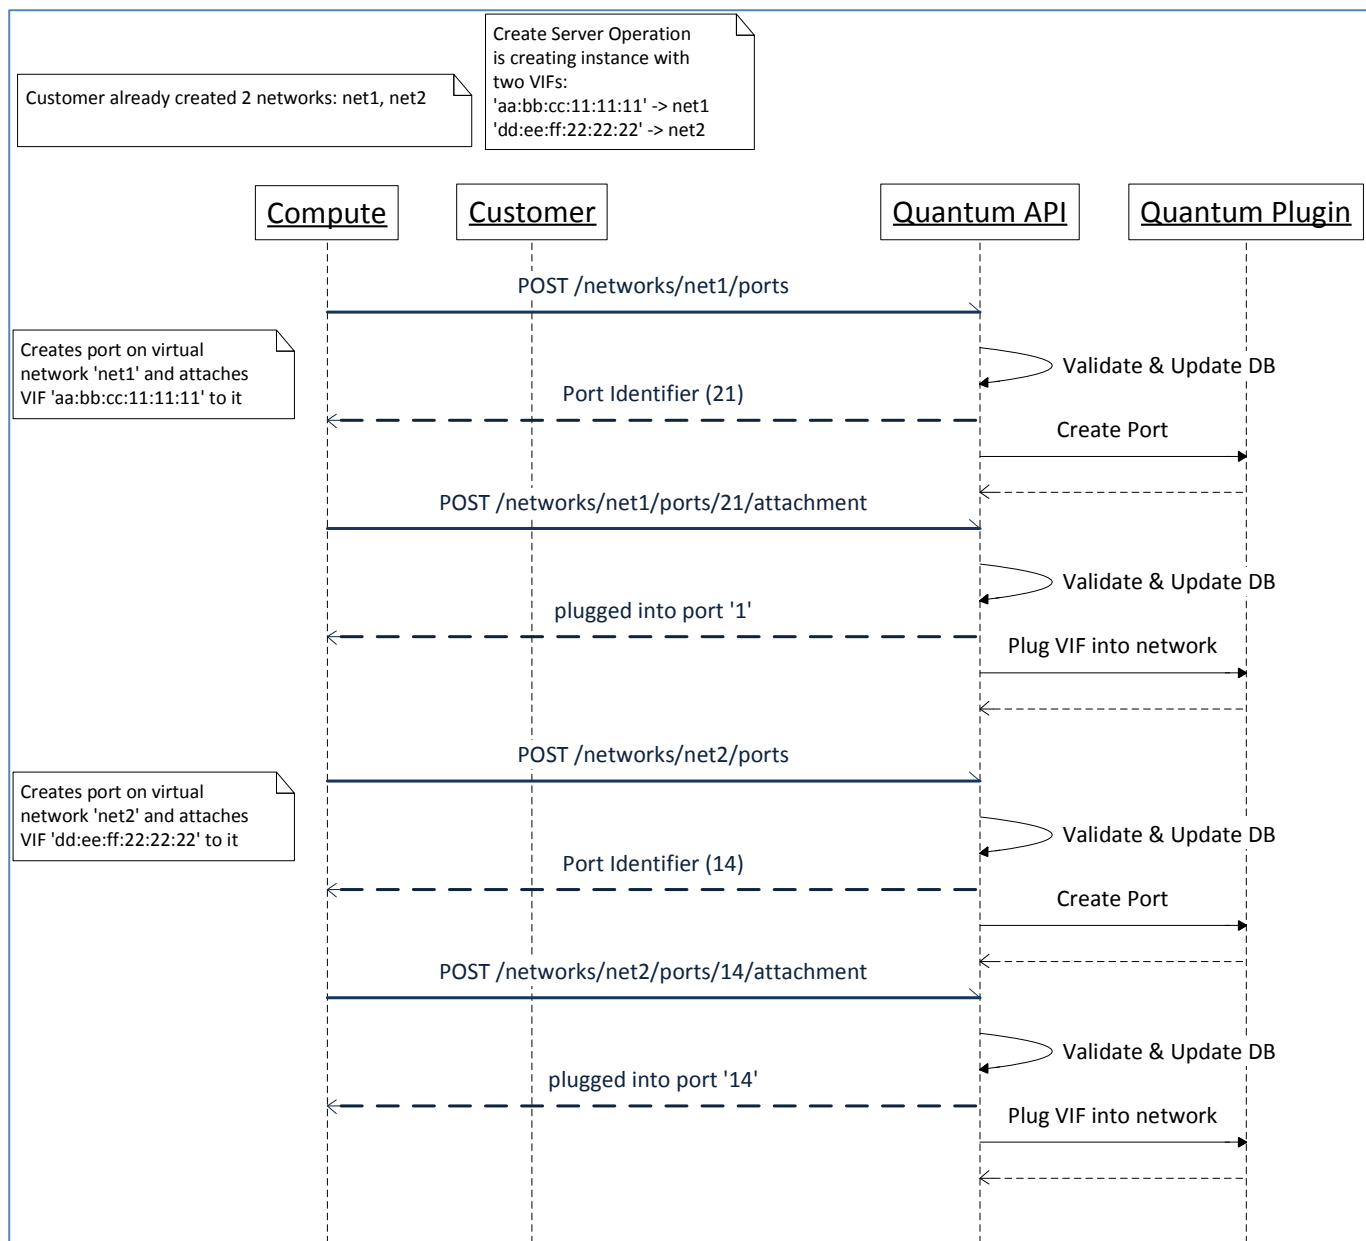 Create Server Operation
is creating instance with
two VIFs:
'aa:bb:cc:11:11:11' -> net1
'dd:ee:ff:22:22:22' -> net2
Customer already created 2 networks: net1, net2
Compute
Customer
Quantum API
Quantum Plugin
POST /networks/net1/ports
Creates port on virtual
network 'net1' and attaches
VIF 'aa:bb:cc:11:11:11' to it
Validate & Update DB
Port Identifier (21)
Create Port
POST /networks/net1/ports/21/attachment
Validate & Update DB
plugged into port '1'
Plug VIF into network
POST /networks/net2/ports
Creates port on virtual
network 'net2' and attaches
VIF 'dd:ee:ff:22:22:22' to it
Validate & Update DB
Port Identifier (14)
Create Port
POST /networks/net2/ports/14/attachment
Validate & Update DB
plugged into port '14'
Plug VIF into network